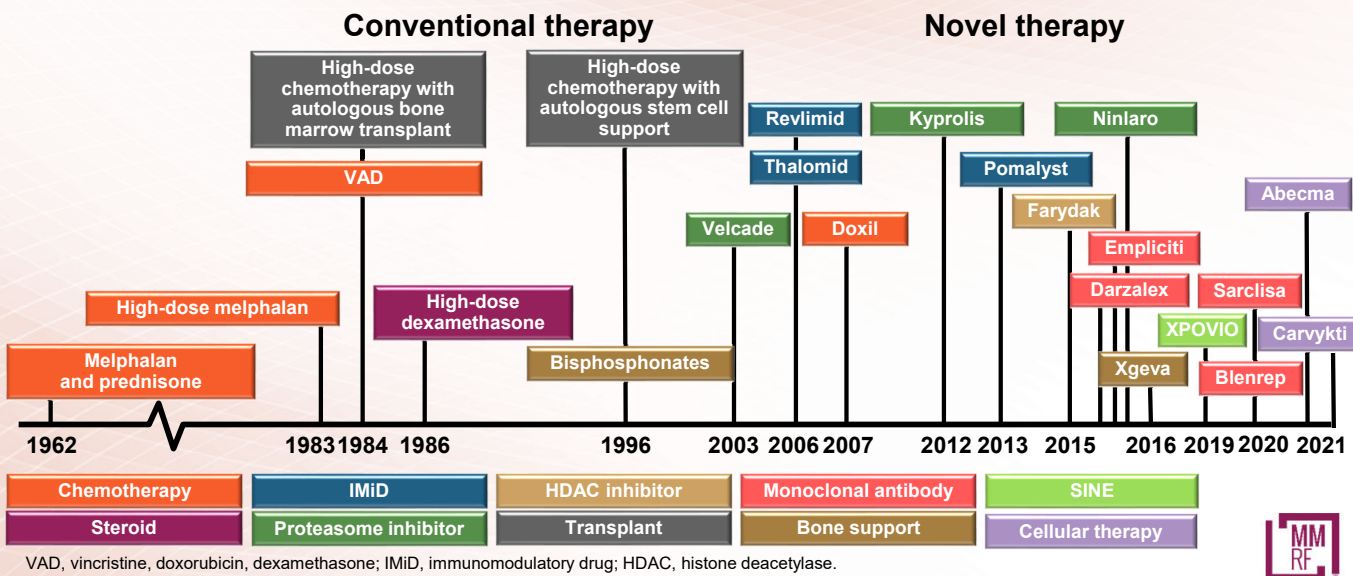 Conventional therapy
Novel therapy
High-dose
chemotherapy with
autologous bone
marrow transplant
High-dose
chemotherapy with
autologous stem cell
support
Revlimid
Kyprolis
Ninlaro
Thalomid
Pomalyst
VAD
Abecma
Farydak
Velcade
Doxil
Empliciti
Darzalex
Sarclisa
High-dose melphalan
High-dose
dexamethasone
XPOVIO
Carvykti
Melphalan
and prednisone
Bisphosphonates
Xgeva
Blenrep
1962
1983
1984
1986
1996
2003
2006
2007
2012
2013
2015
2016
2019
2020
2021
Chemotherapy
IMiD
HDAC inhibitor
Monoclonal antibody
SINE
Steroid
Proteasome inhibitor
Transplant
Bone support
Cellular therapy
VAD, vincristine, doxorubicin, dexamethasone; IMiD, immunomodulatory drug; HDAC, histone deacetylase.
MM
RF